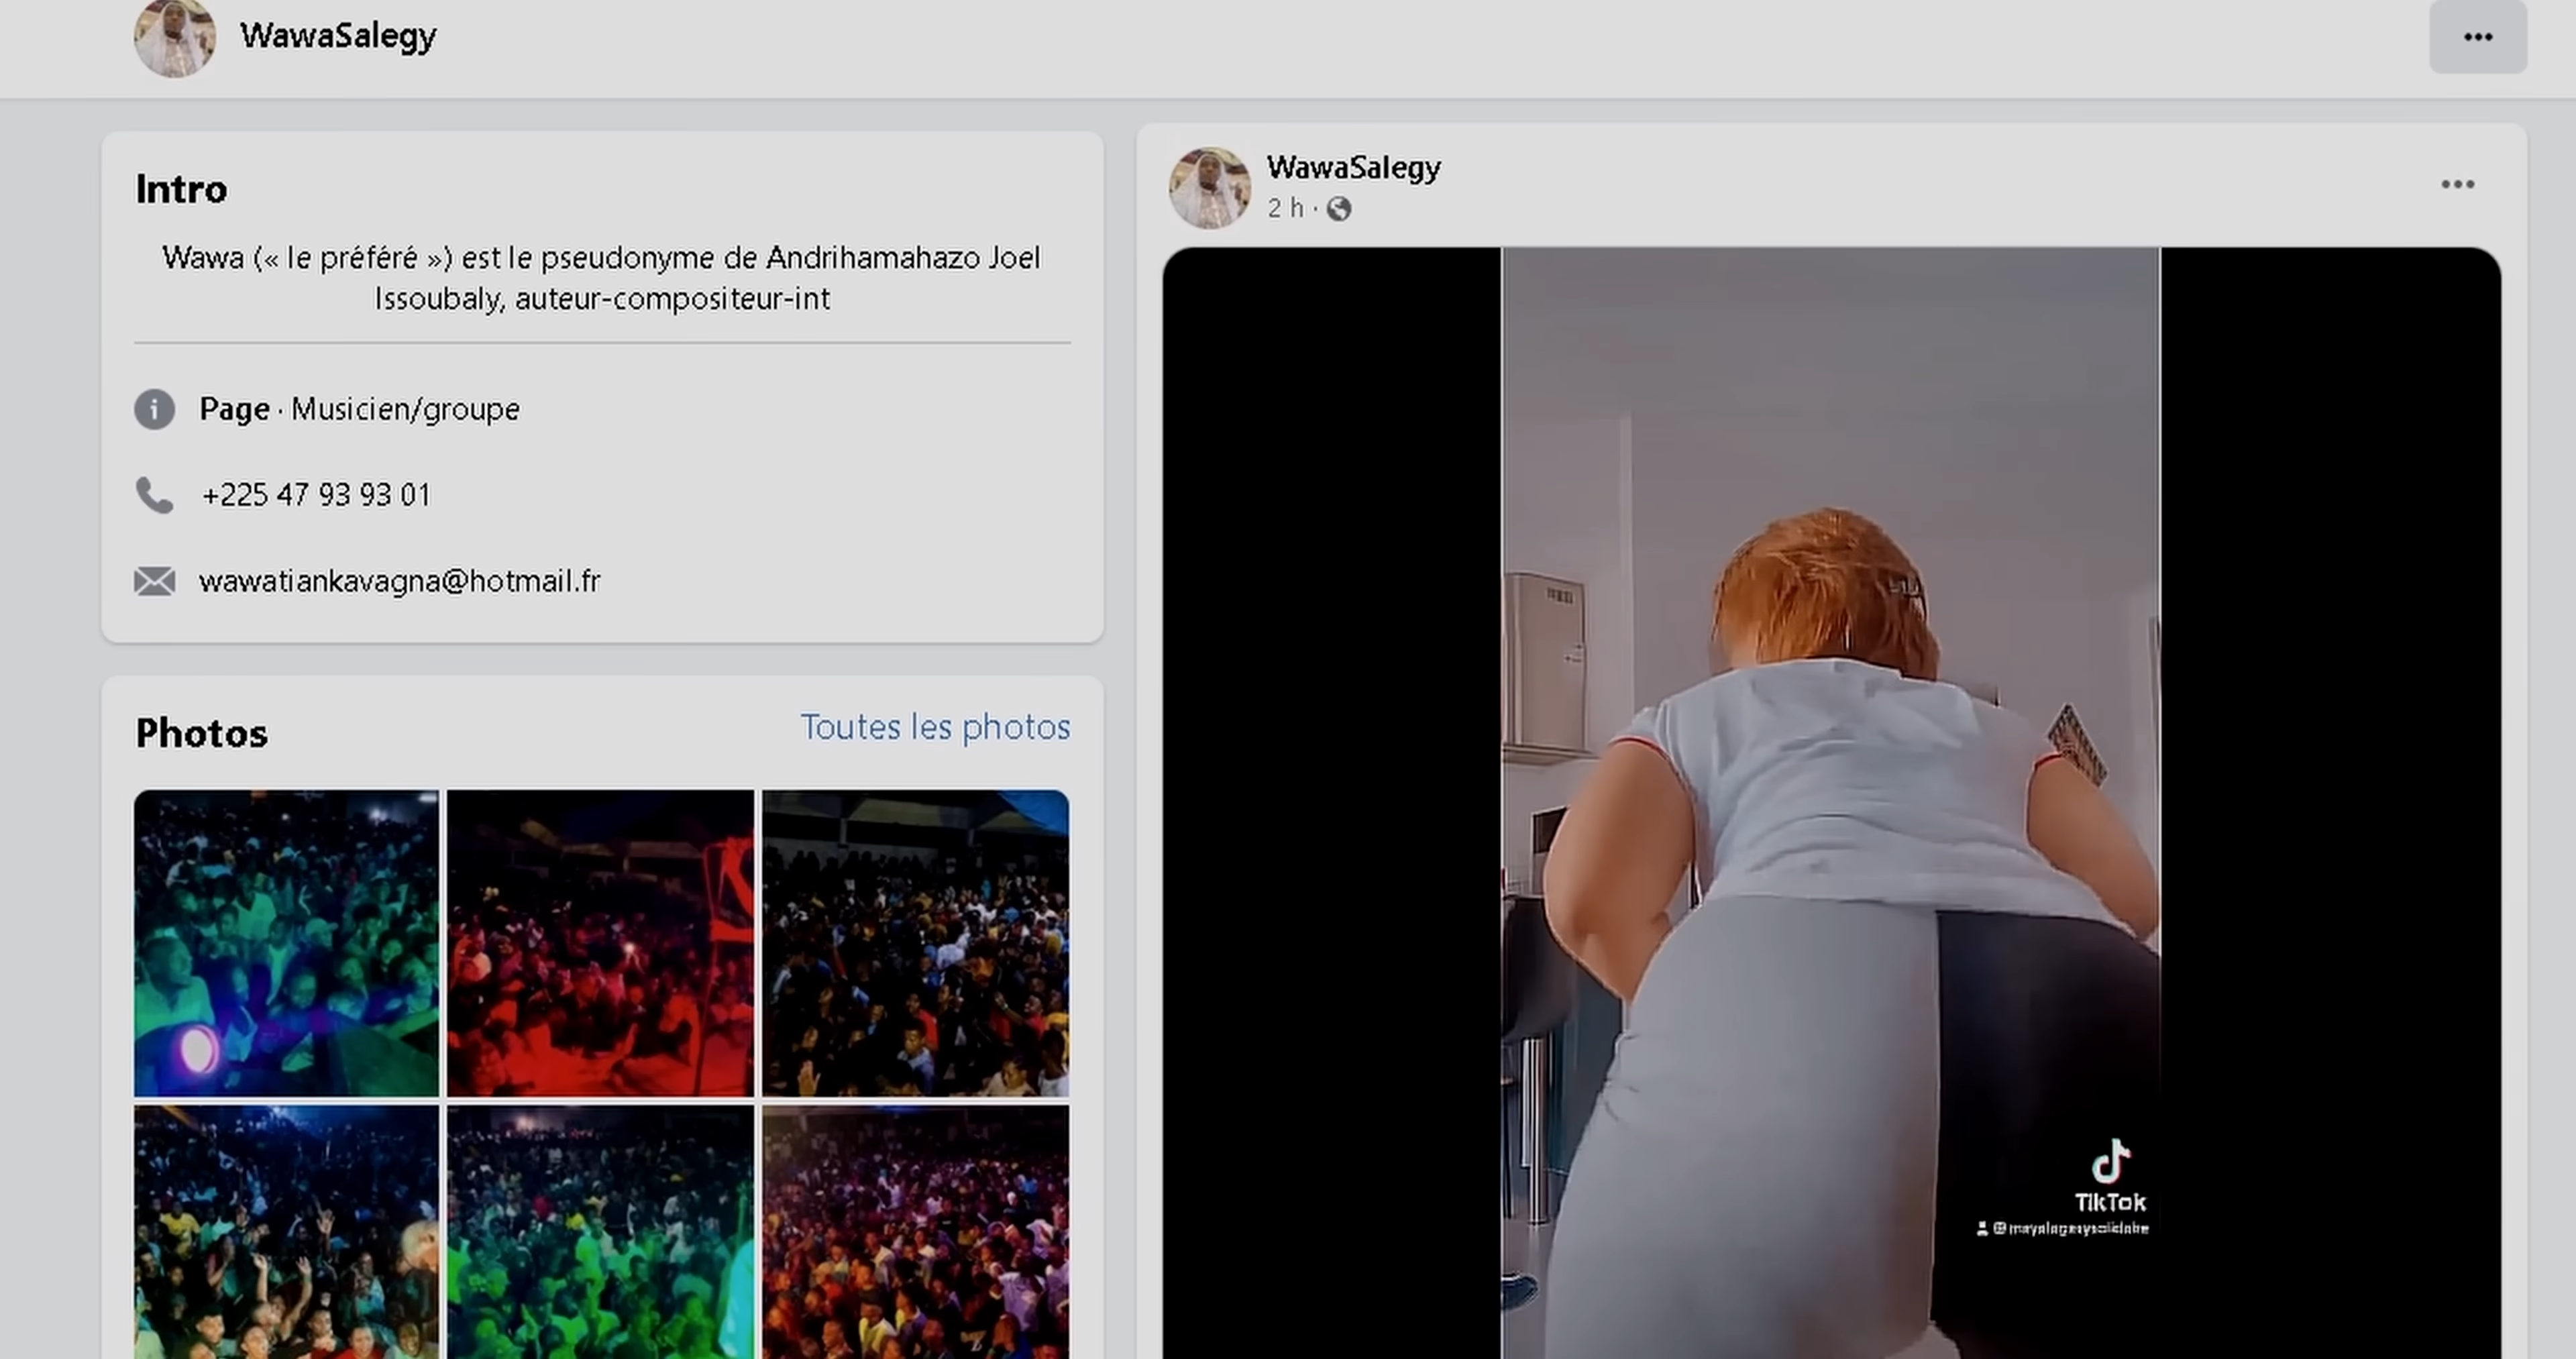 WawaSalegy
Intro
Wawa (« le préféré ») est le pseudonyme de Andrihamahazo Joel
Issoubaly, auteur-compositeur-int
Page · Musicien/groupe
+225 47 93 93 01
wawatiankavagna@hotmail.fr
Photos
Toutes les photos
WawaSalegy
2 h ·
TikTok